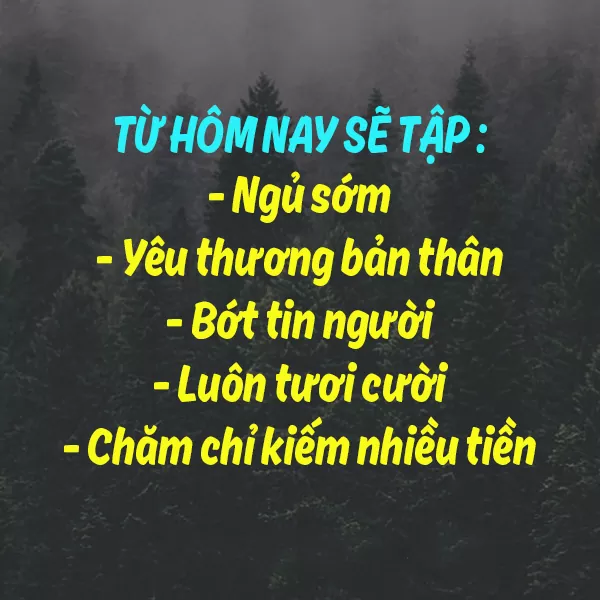 TỪ HÔM NAY SẼ TẬP :
- Ngủ sớm
- Yêu thương bản thân
- Bớt tin người
- Luôn tươi cười
- Chăm chỉ kiếm nhiều tiền